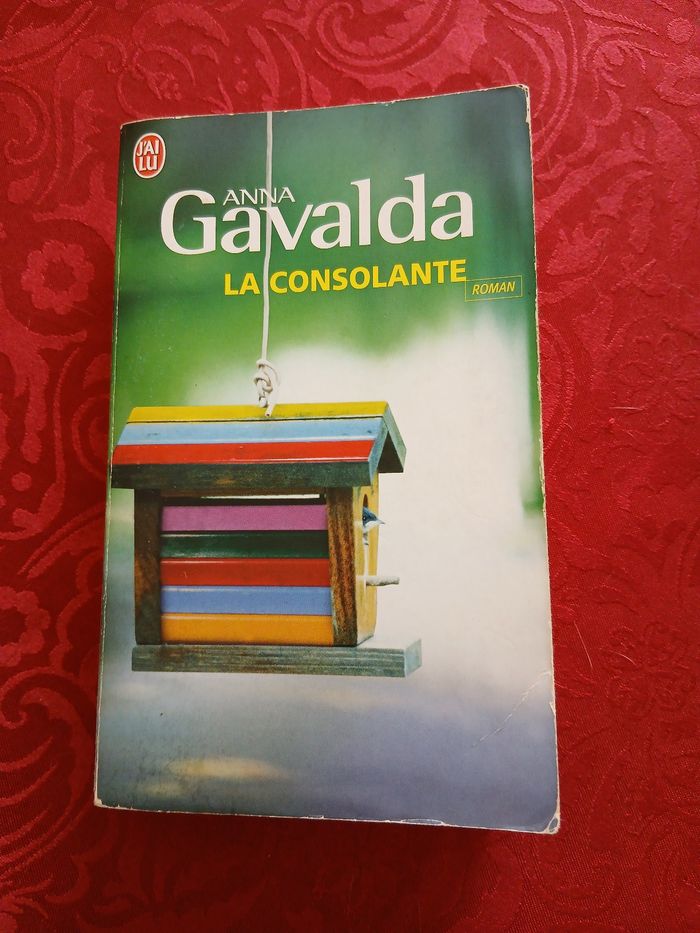 J'AI
LU
ANNA
Gavalda
LA CONSOLANTE
ROMAN